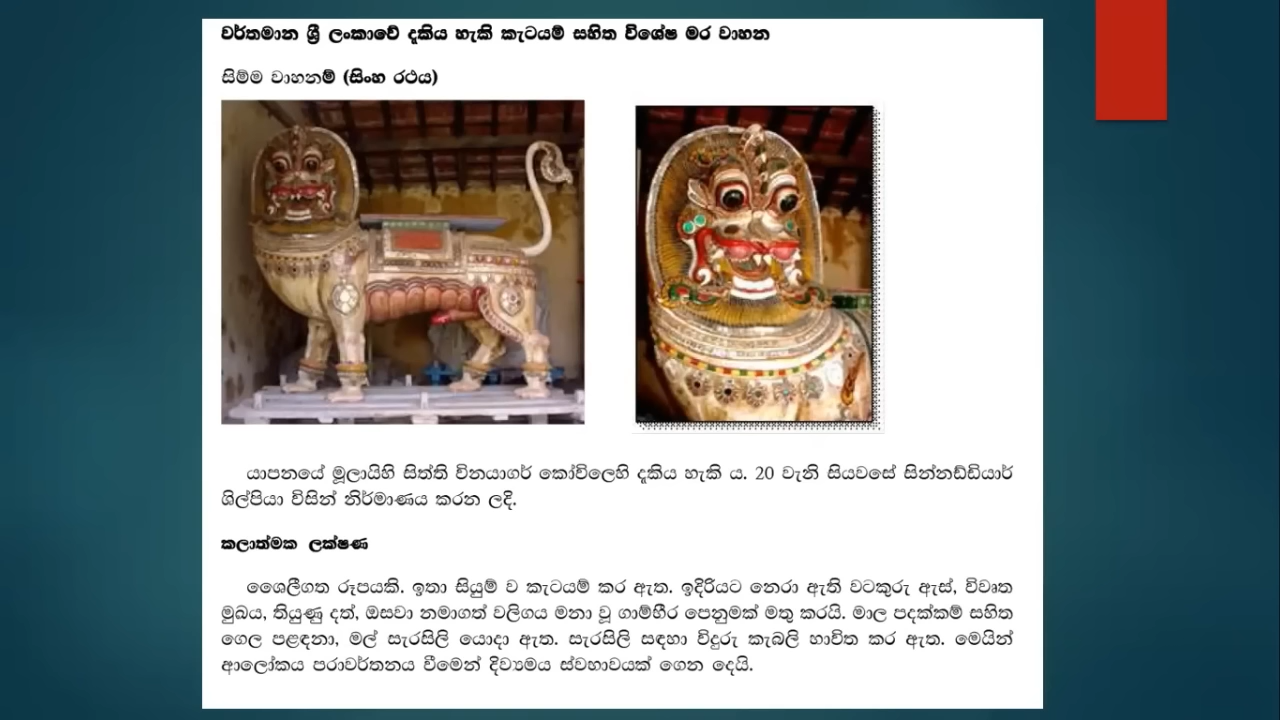 වර්තමාන ශ්‍රී ලංකාවේ දැකිය හැකි කැටයම් සහිත විශේෂ මර වාහන
සිම්ම වාහනම් (සිංහ රථය)
යාපනයේ මූලායිහි සිත්ති විනයාගර් කෝවිලෙහි දැකිය හැකි ය. 20 වැනි සියවසේ සින්නඩ්ඩියාර්
ශිල්පියා විසින් නිර්මාණය කරන ලදි.
කලාත්මක ලක්ෂණ
ශෛලීගත රූපයකි. ඉතා සියුම් ව කැටයම් කර ඇත. ඉදිරියට නෙරා ඇති වටකුරු ඇස්, විවෘත
මුඛය, තියුණු දත්, ඔසවා නමාගත් වලිගය මනා වූ ගාම්භීර පෙනුමක් මතු කරයි. මාල පදක්කම් සහිත
ගෙල පළඳනා, මල් සැරසිලි යොදා ඇත. සැරසිලි සඳහා විදුරු කැබලි භාවිත කර ඇත. මෙයින්
ආලෝකය පරාවර්තනය වීමෙන් දිව්‍යමය ස්වභාවයක් ගෙන දෙයි.